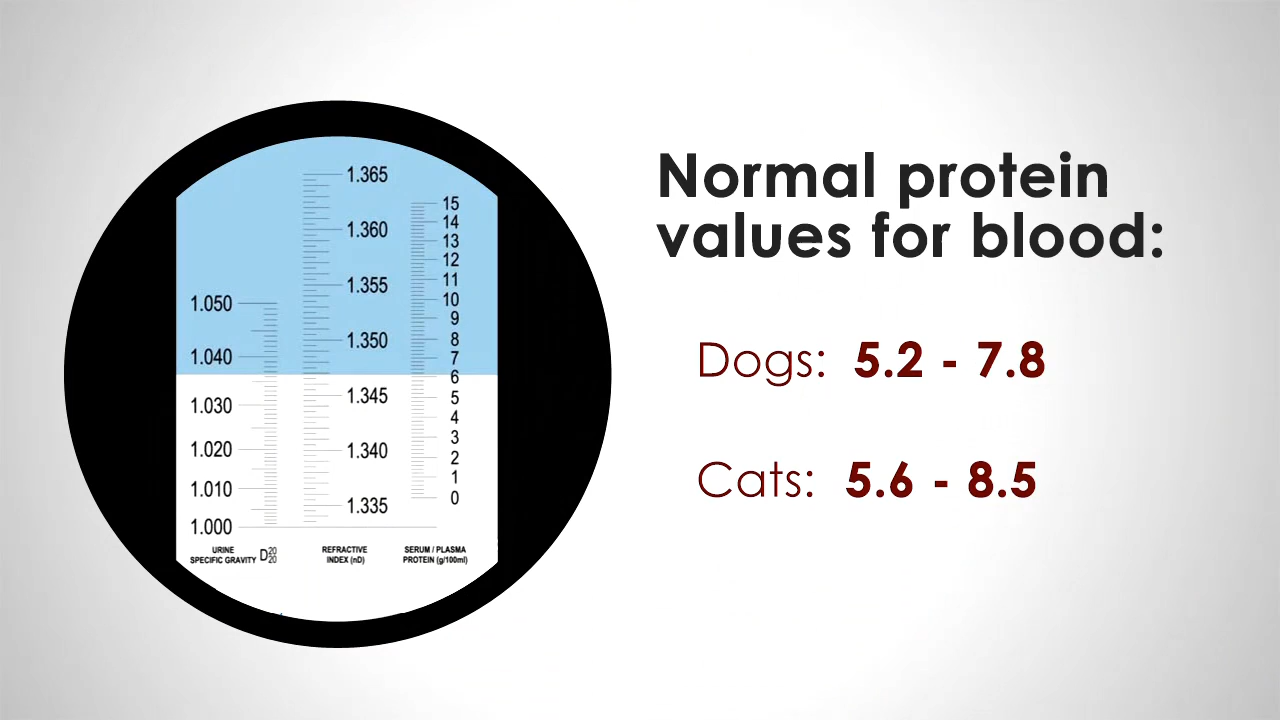 1.365
1.360
1.355
1.350
1.345
1.340
1.335
15
14
13
12
11
10
9
8
7
6
5
4
3
2
1
0
1.050
1.040
1.030
1.020
1.010
1.000
URINE
SPECIFIC GRAVITY D20/20
REFRACTIVE
INDEX (nD)
SERUM / PLASMA
PROTEIN (g/100ml)
Normal protein
values for blood:
Dogs: 5.2 - 7.8
Cats: 5.6 - 8.5